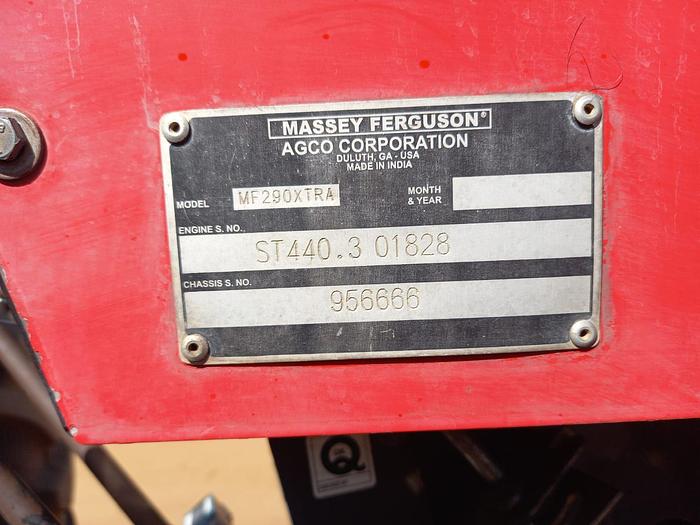 MASSEY FERGUSON®
AGCO CORPORATION
DULUTH, GA - USA
MADE IN INDIA
MODEL MF290XTRA MONTH & YEAR
ENGINE S. NO..
ST440.3 01828
CHASSIS S. NO.
956666
Q